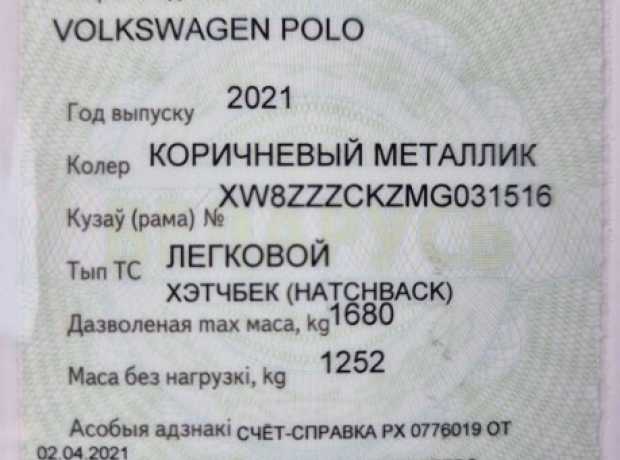 VOLKSWAGEN POLO
Год выпуску 2021
Колер КОРИЧНЕВЫЙ МЕТАЛЛИК
Кузаў (рама) № XW8ZZZCKZMG031516
Тып ТС ЛЕГКОВОЙ
ХЭТЧБЕК (HATCHBACK)
Дазволеная max маса, kg 1680
Маса без нагрузкі, kg 1252
Асобыя адзнакі СЧЁТ-СПРАВКА РХ 0776019 ОТ
02.04.2021